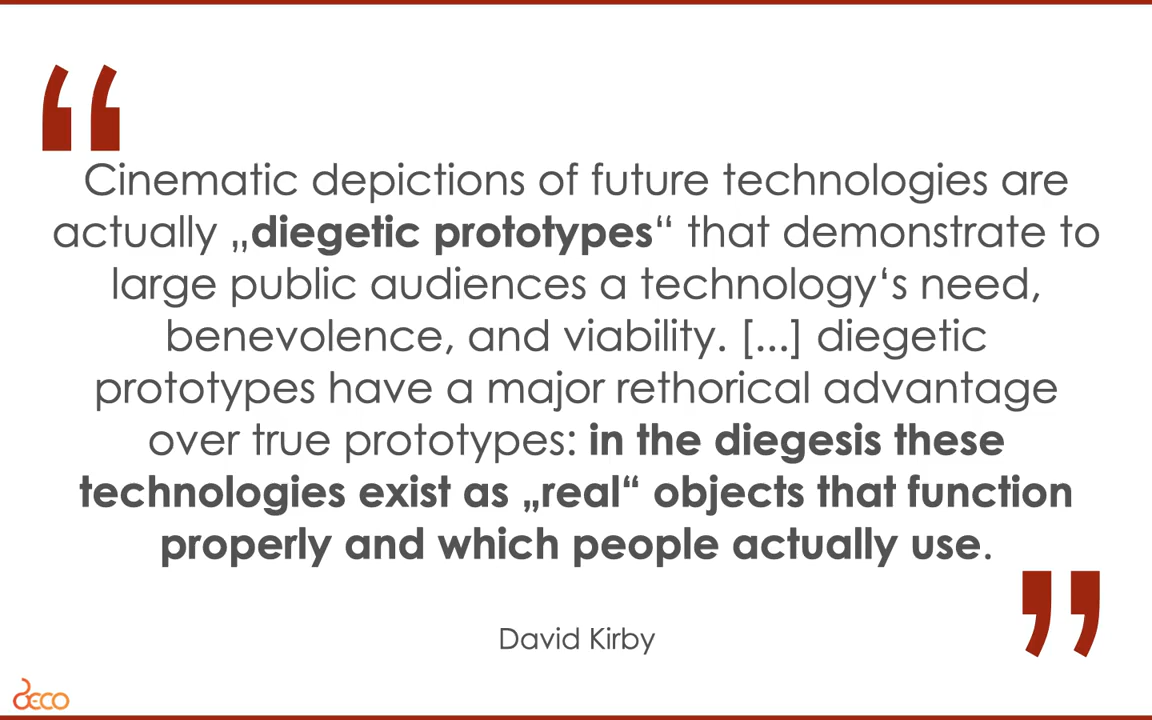 “
Cinematic depictions of future technologies are
actually „diegetic prototypes“ that demonstrate to
large public audiences a technology‘s need,
benevolence, and viability. [...] diegetic
prototypes have a major rethorical advantage
over true prototypes: in the diegesis these
technologies exist as „real“ objects that function
properly and which people actually use.
”
David Kirby
DECO